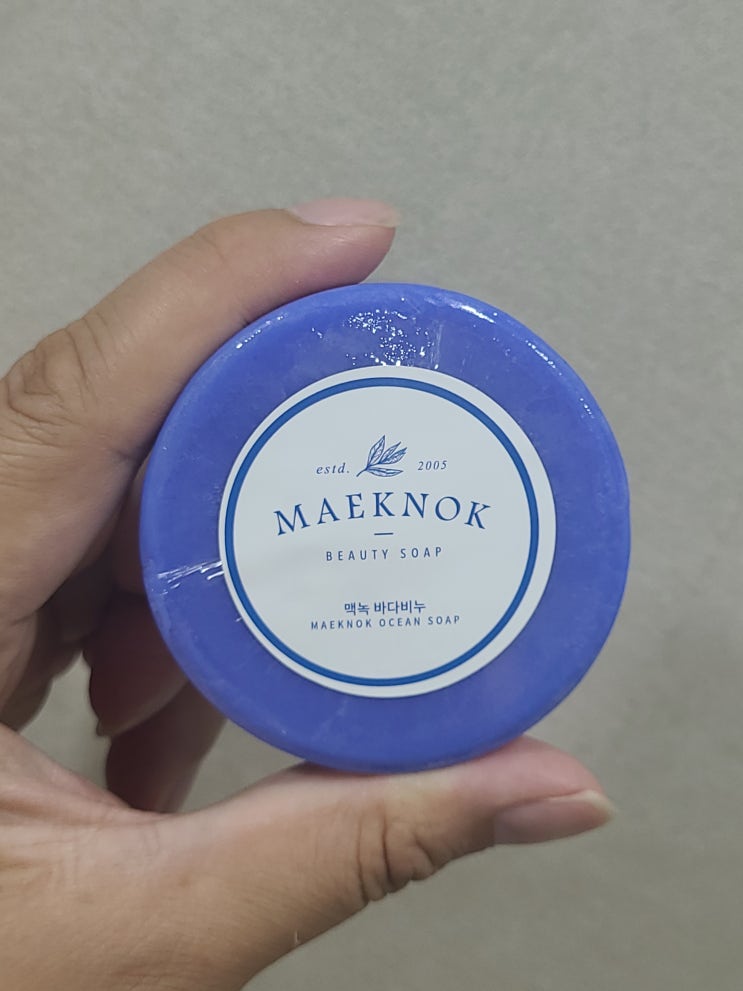 estd. 2005
MAEKNOK
BEAUTY SOAP
맥녹 바다비누
MAEKNOK OCEAN SOAP